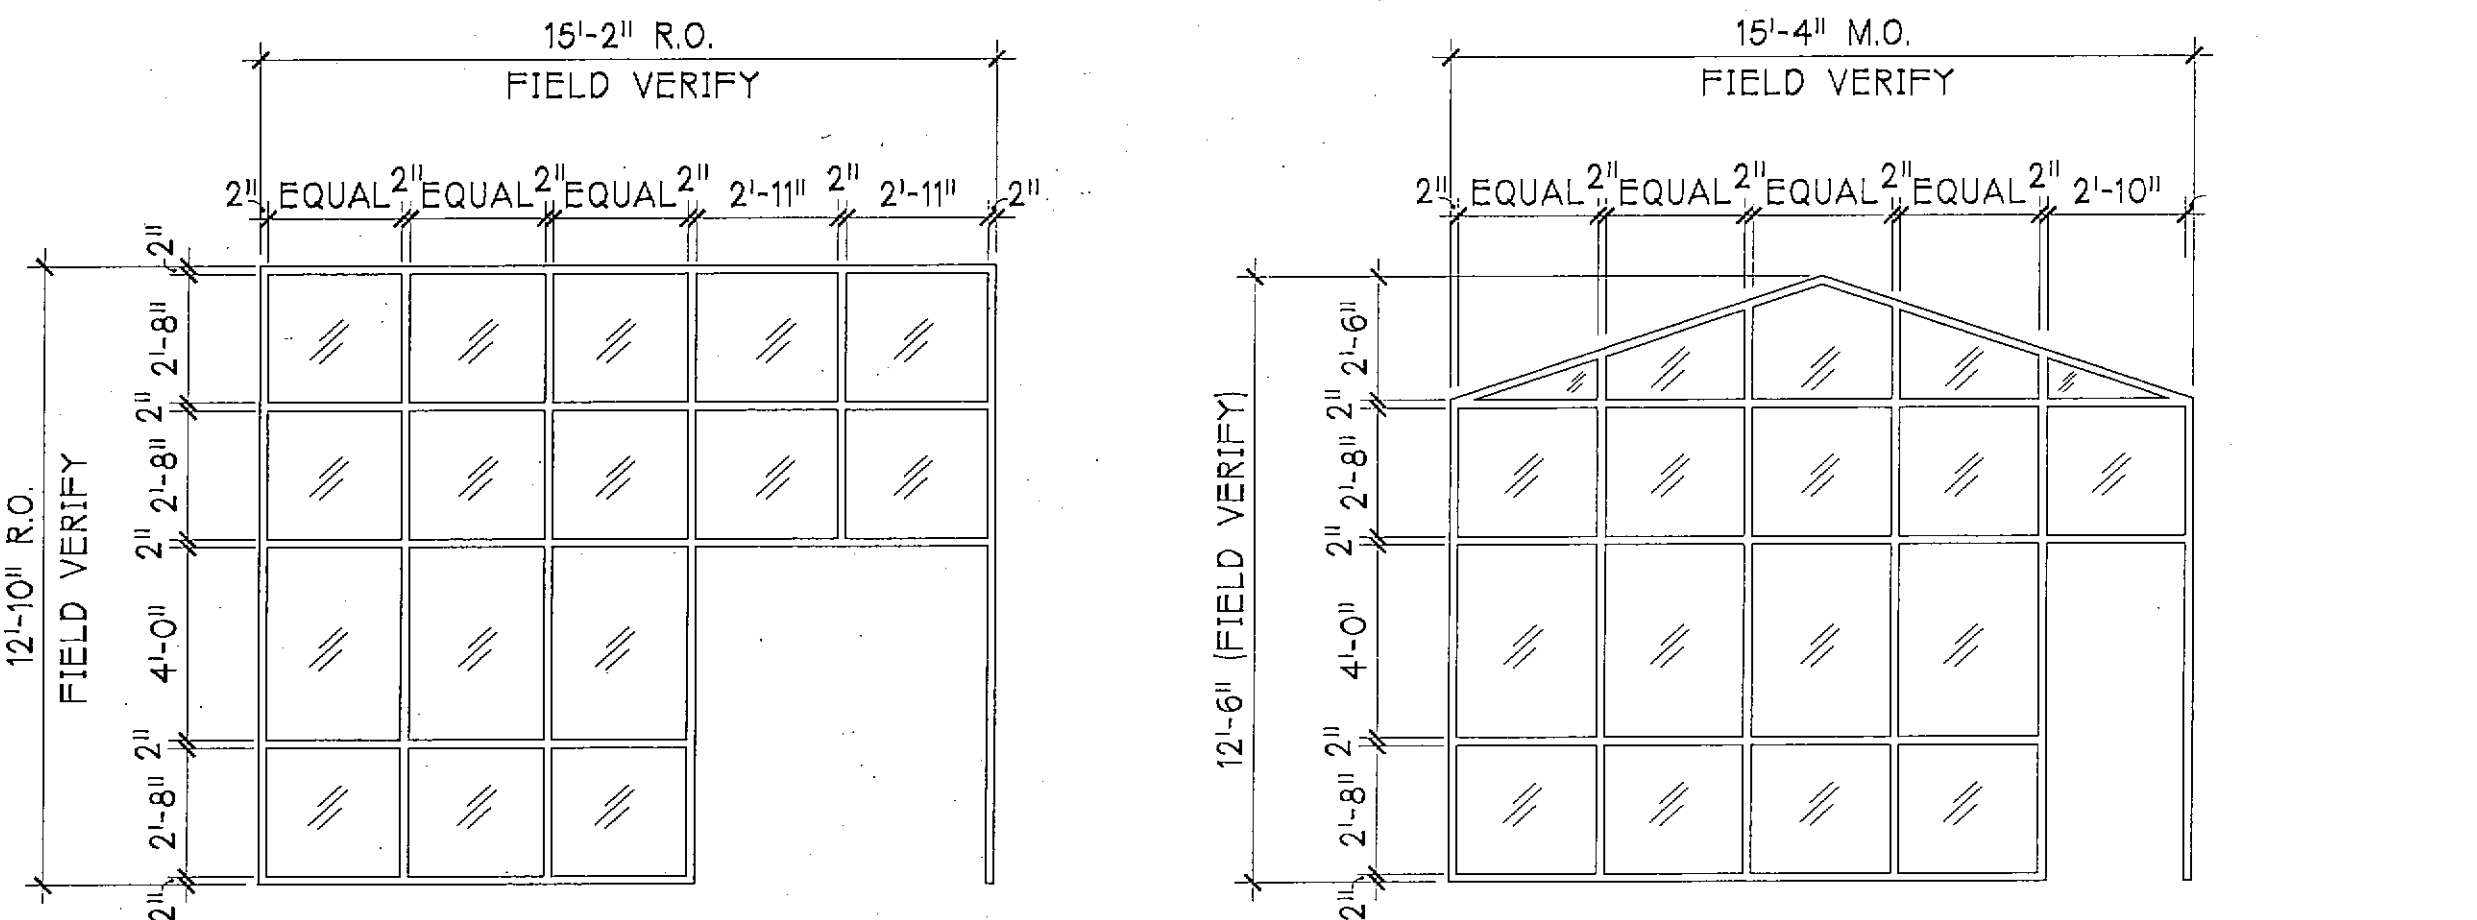 15'-2" R.O.
FIELD VERIFY
2" EQUAL 2" EQUAL 2" EQUAL 2" 2'-11" 2" 2'-11" 2"
2"
2'-8"
2"
2'-8"
2"
4'-0"
2"
2'-8"
2"
12'-10" R.O.
FIELD VERIFY
15'-4" M.O.
FIELD VERIFY
2" EQUAL 2" EQUAL 2" EQUAL 2" EQUAL 2" 2'-10"
2'-6"
2"
2'-8"
2"
4'-0"
2"
2'-8"
2"
12'-6" (FIELD VERIFY)